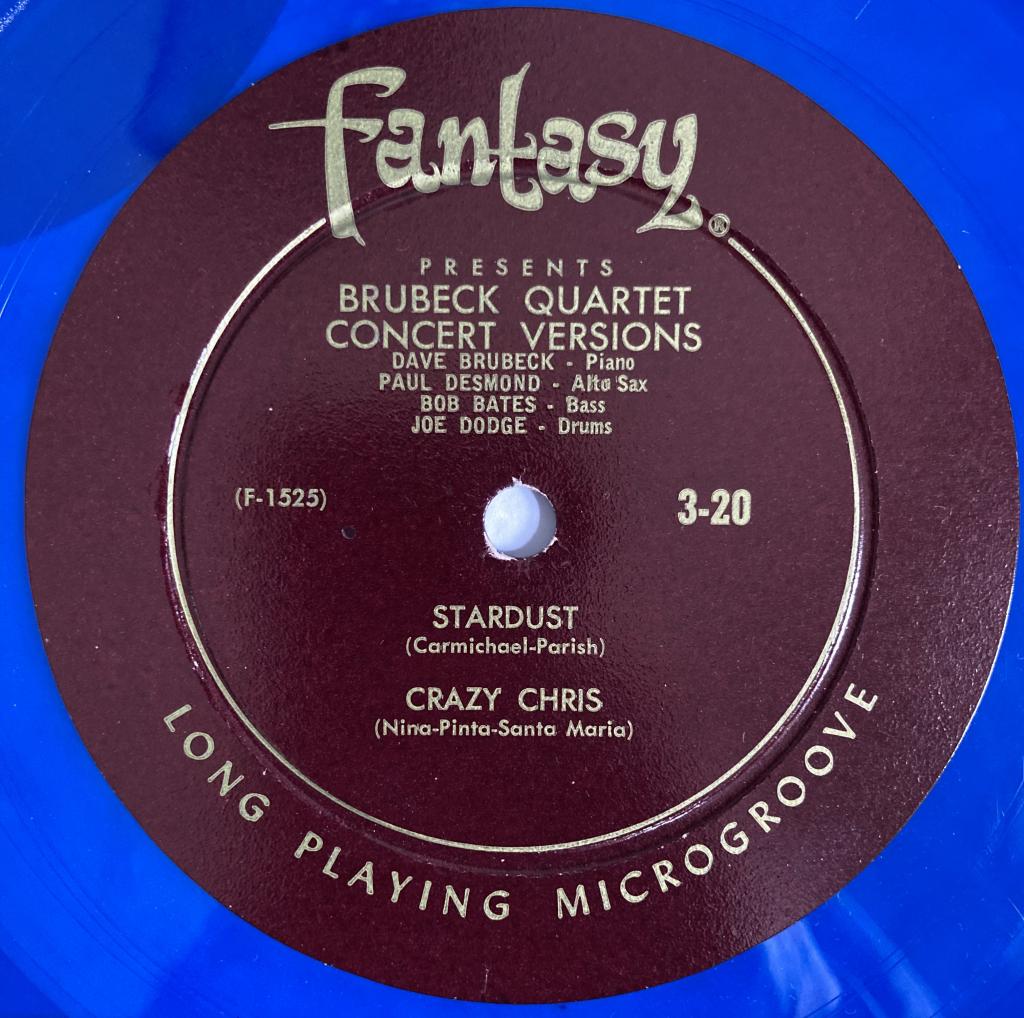 fantasy®
PRESENTS
BRUBECK QUARTET
CONCERT VERSIONS
DAVE BRUBECK - Piano
PAUL DESMOND - Alto Sax
BOB BATES - Bass
JOE DODGE - Drums
(F-1525)
3-20
STARDUST
(Carmichael-Parish)
CRAZY CHRIS
(Nina-Pinta-Santa Maria)
LONG PLAYING MICROGROOVE